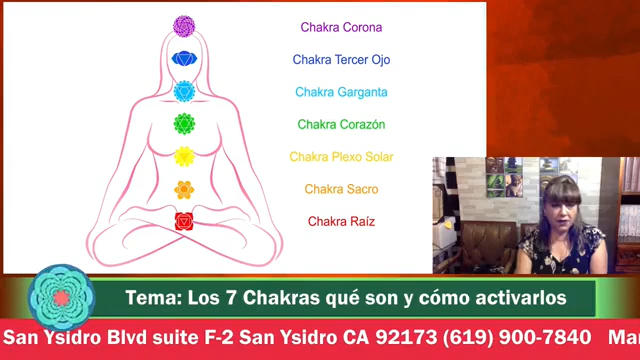 Chakra Corona
Chakra Tercer Ojo
Chakra Garganta
Chakra Corazón
Chakra Plexo Solar
Chakra Sacro
Chakra Raíz
Tema: Los 7 Chakras qué son y cómo activarlos
San Ysidro Blvd suite F-2 San Ysidro CA 92173 (619) 900-7840